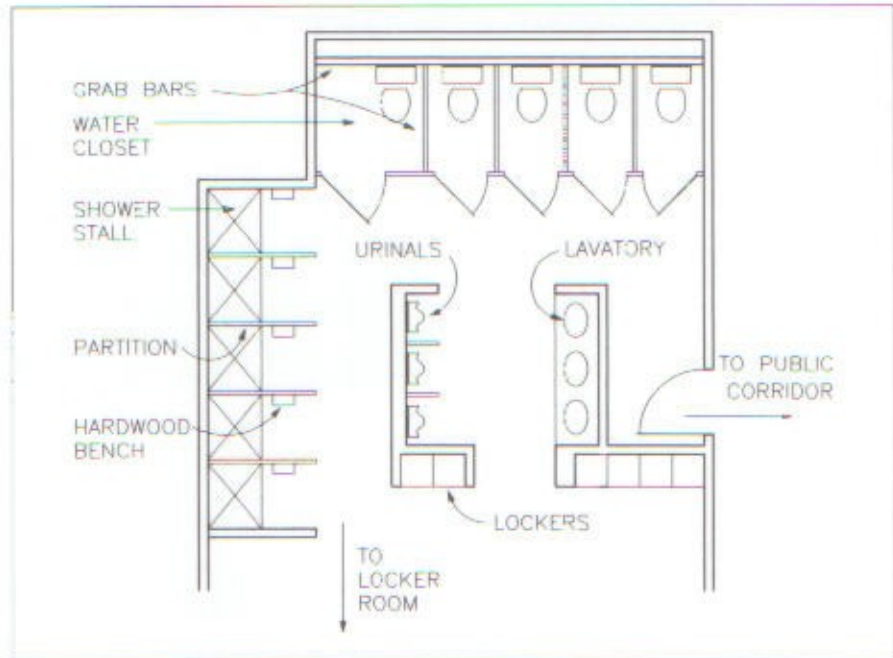 GRAB BARS
WATER
CLOSET
SHOWER
STALL
URINALS
LAVATORY
PARTITION
TO PUBLIC
CORRIDOR
HARDWOOD
BENCH
LOCKERS
TO
LOCKER
ROOM